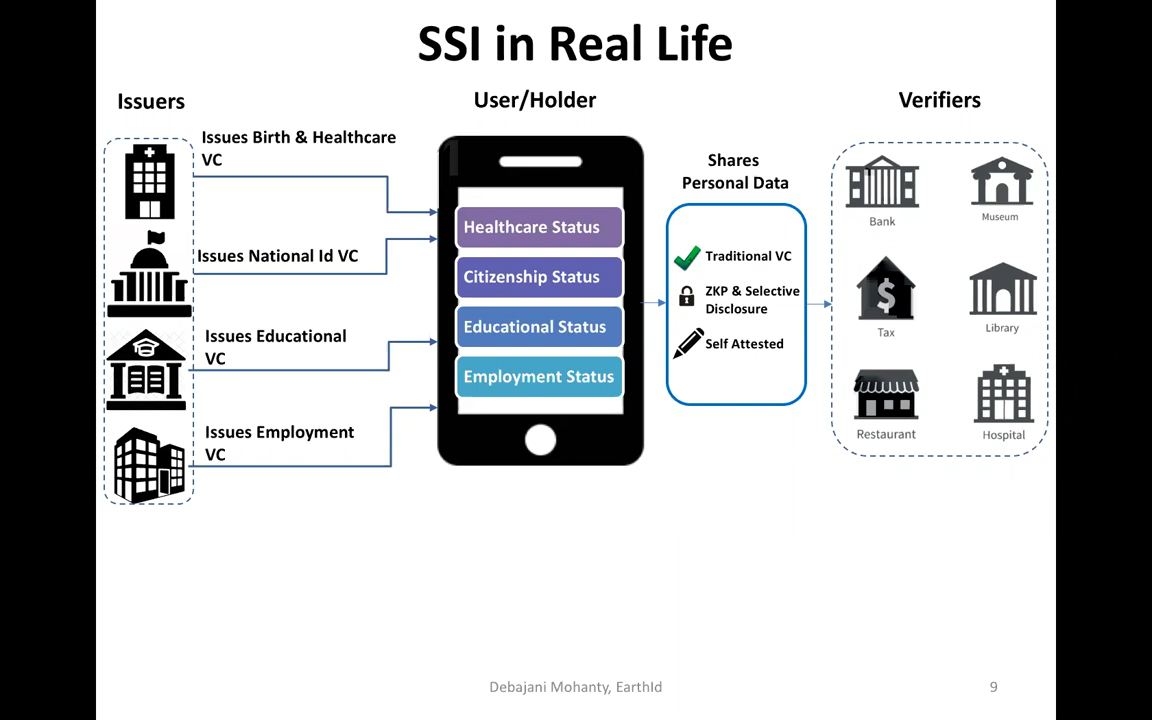 SSI in Real Life
Issuers
User/Holder
Verifiers
Issues Birth & Healthcare
VC
Issues National Id VC
Issues Educational
VC
Issues Employment
VC
Healthcare Status
Citizenship Status
Educational Status
Employment Status
Shares
Personal Data
Traditional VC
ZKP & Selective
Disclosure
Self Attested
Bank
Museum
$
Tax
Library
Restaurant
Hospital
Debajani Mohanty, EarthId
9